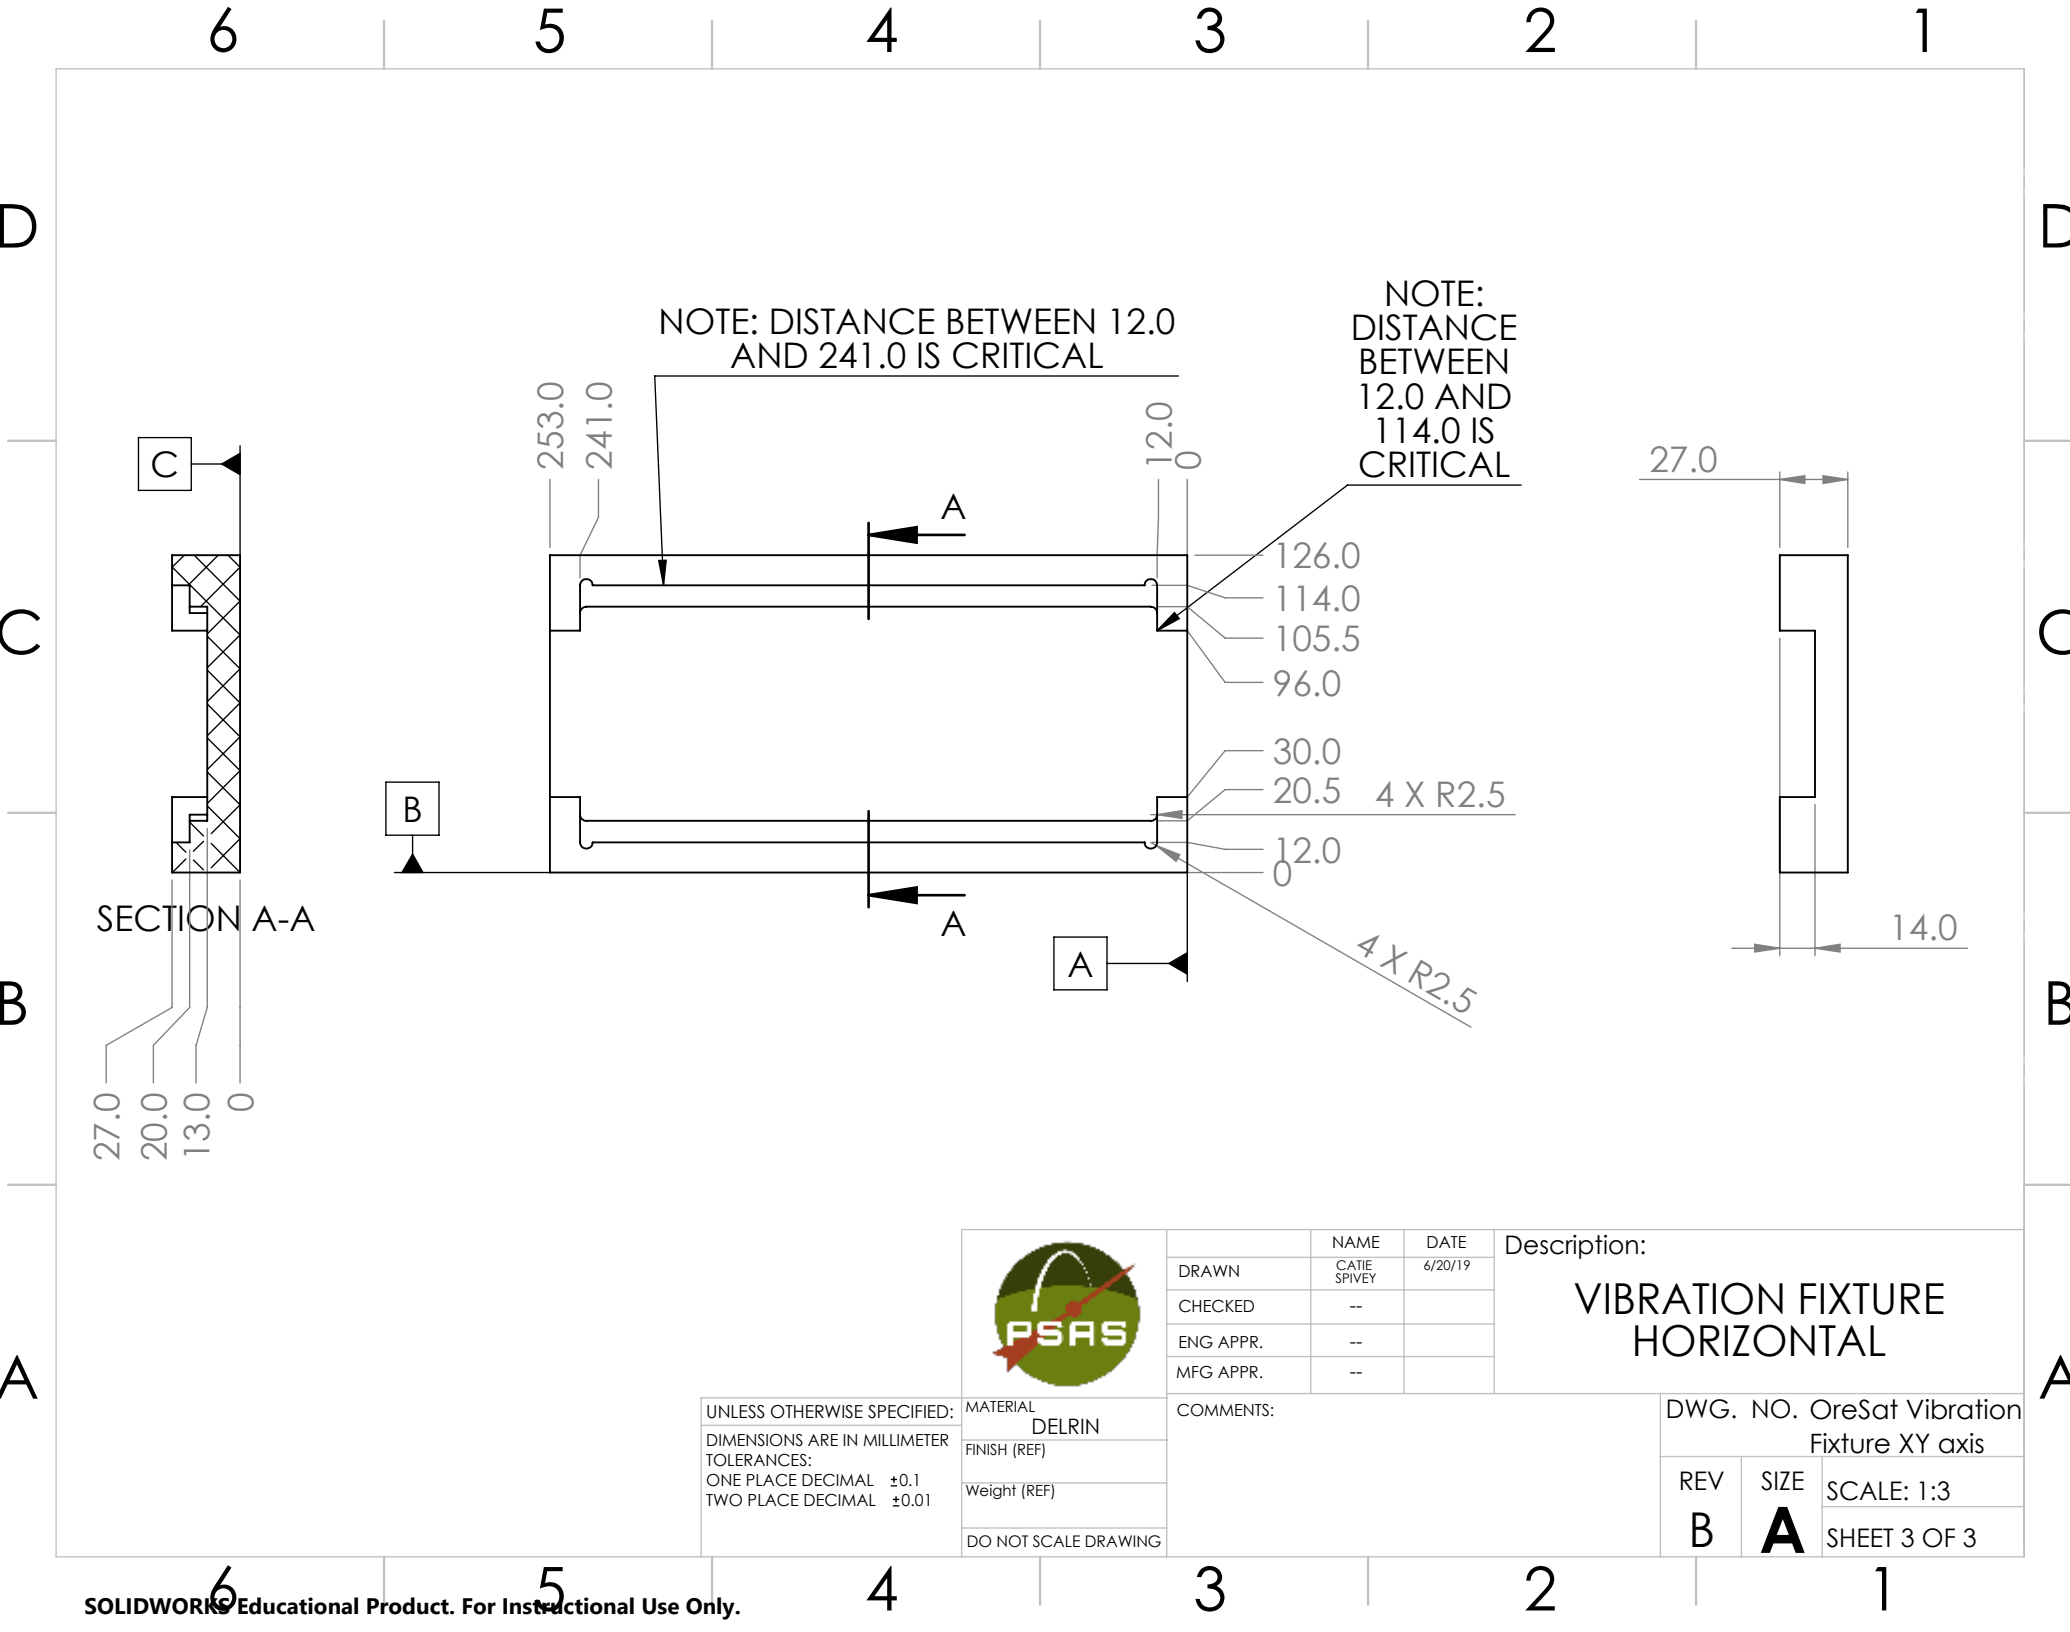 6 5 4 3 2 1
D D
NOTE: DISTANCE BETWEEN 12.0
AND 241.0 IS CRITICAL
NOTE:
DISTANCE
BETWEEN
12.0 AND
114.0 IS
CRITICAL
253.0
241.0
12.0
0
C
27.0
A
126.0
114.0
105.5
96.0
C C
30.0
20.5
4 X R2.5
12.0
0
B
SECTION A-A
A
A
14.0
4 X R2.5
B B
27.0
20.0
13.0
0
PSAS
NAME DATE
DRAWN CATIE
SPIVEY 6/20/19
CHECKED --
ENG APPR. --
MFG APPR. --
Description:
VIBRATION FIXTURE
HORIZONTAL
A A
UNLESS OTHERWISE SPECIFIED:
DIMENSIONS ARE IN MILLIMETER
TOLERANCES:
ONE PLACE DECIMAL ±0.1
TWO PLACE DECIMAL ±0.01
MATERIAL
DELRIN
FINISH (REF)
Weight (REF)
DO NOT SCALE DRAWING
COMMENTS:
DWG. NO. OreSat Vibration
Fixture XY axis
REV
B
SIZE
A
SCALE: 1:3
SHEET 3 OF 3
6 5 4 3 2 1
SOLIDWORKS Educational Product. For Instructional Use Only.